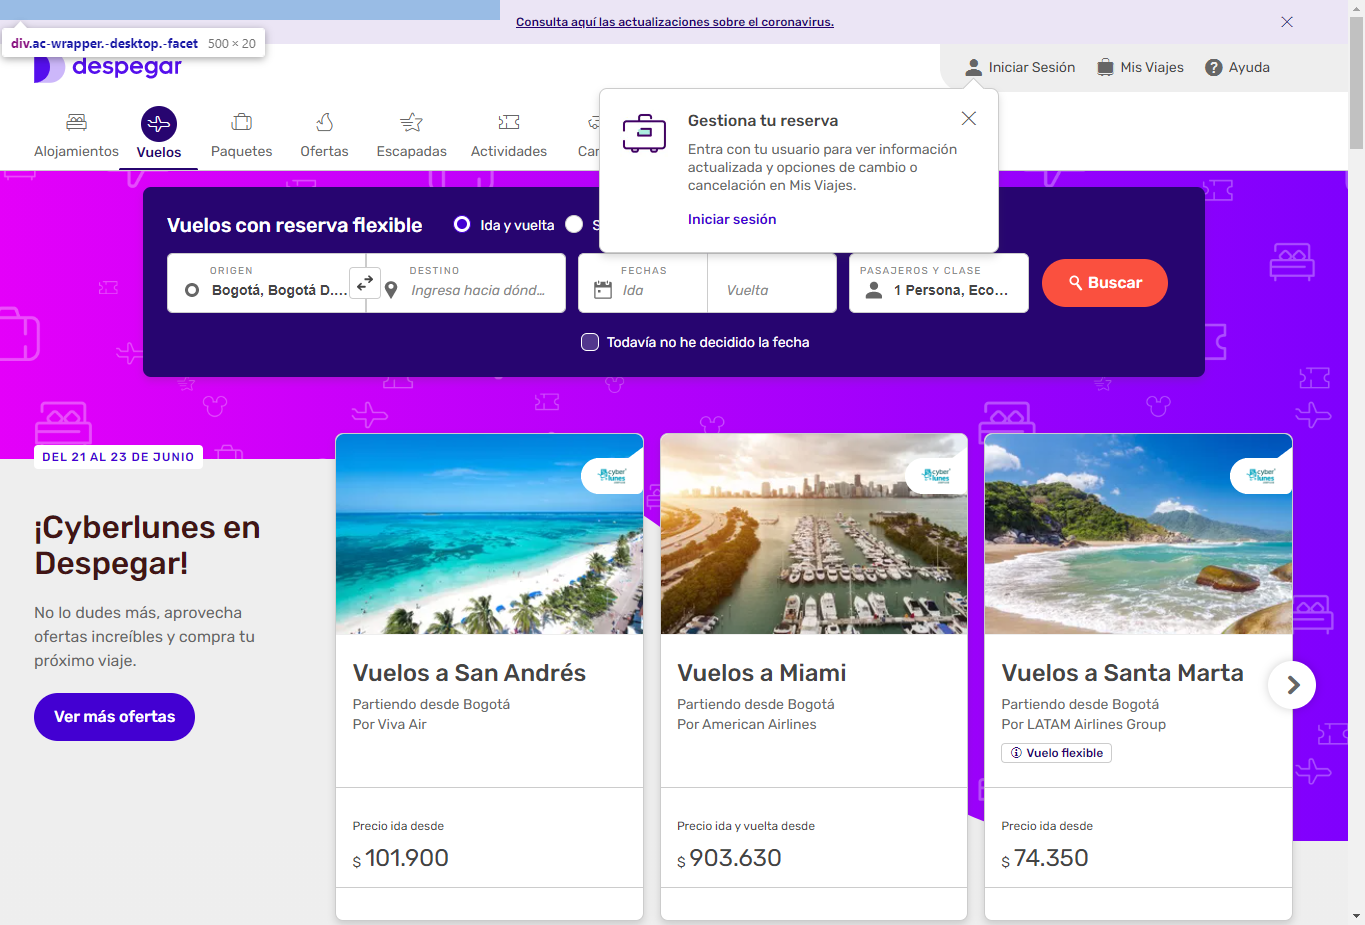 Consulta aquí las actualizaciones sobre el coronavirus.
div.ac-wrapper.-desktop.-facet 500 × 20
despegar
Iniciar Sesión
Mis Viajes
Ayuda
Alojamientos
Vuelos
Paquetes
Ofertas
Escapadas
Actividades
Gestiona tu reserva
Entra con tu usuario para ver información
actualizada y opciones de cambio o
cancelación en Mis Viajes.
Iniciar sesión
Vuelos con reserva flexible
Ida y vuelta
ORIGEN
Bogotá, Bogotá D....
DESTINO
Ingresa hacia dónd...
FECHAS
Ida
Vuelta
PASAJEROS Y CLASE
1 Persona, Eco...
Buscar
Todavía no he decidido la fecha
DEL 21 AL 23 DE JUNIO
¡Cyberlunes en
Despegar!
No lo dudes más, aprovecha
ofertas increíbles y compra tu
próximo viaje.
Ver más ofertas
cyber
lunes
Vuelos a San Andrés
Partiendo desde Bogotá
Por Viva Air
Precio ida desde
$ 101.900
cyber
lunes
Vuelos a Miami
Partiendo desde Bogotá
Por American Airlines
Precio ida y vuelta desde
$ 903.630
cyber
lunes
Vuelos a Santa Marta
Partiendo desde Bogotá
Por LATAM Airlines Group
Vuelo flexible
Precio ida desde
$ 74.350